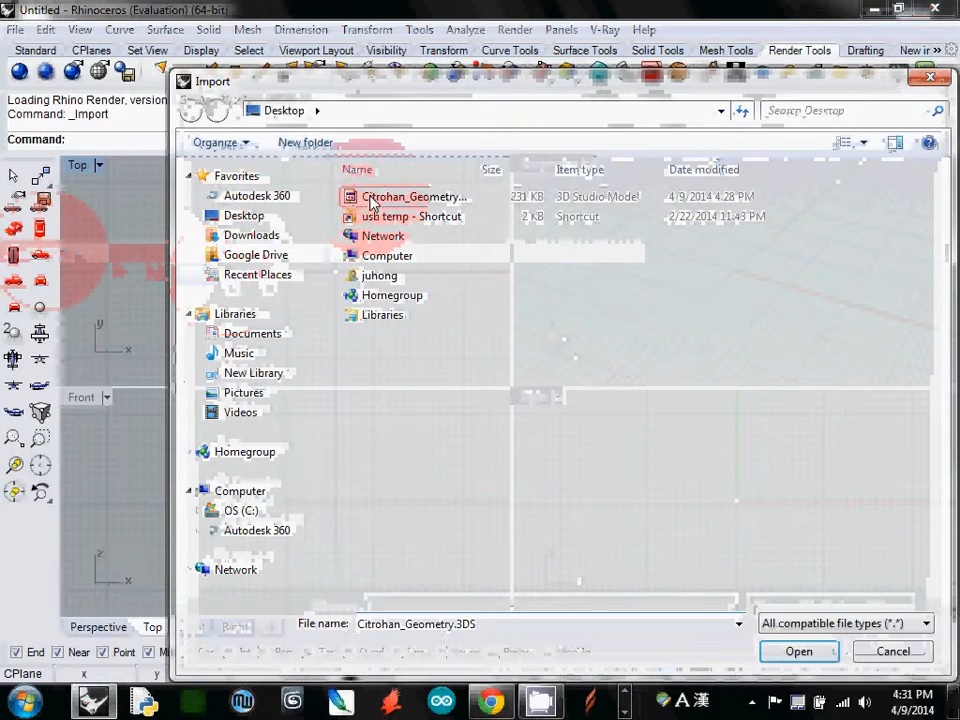 Untitled - Rhinoceros (Evaluation) (64-bit)
File Edit View Curve Surface Solid Mesh Dimension Transform Tools Analyze Render Panels V-Ray Help
Standard CPlanes Set View Display Select Viewport Layout Visibility Transform Curve Tools Surface Tools Solid Tools Mesh Tools Render Tools Drafting New in »
Loading Rhino Render, version
Command: _Import
Command:
Import
Desktop
Search Desktop
Organize New folder
Name Size Item type Date modified
Favorites
Autodesk 360
Desktop
Downloads
Google Drive
Recent Places
Libraries
Documents
Music
New Library
Pictures
Videos
Homegroup
Computer
OS (C:)
Autodesk 360
Network
Citrohan_Geometry... 231 KB 3D Studio Model 4/9/2014 4:28 PM
usb temp - Shortcut 2 KB Shortcut 2/22/2014 11:43 PM
Network
Computer
juhong
Homegroup
Libraries
Top
y
x
Front
z
x
File name: Citrohan_Geometry.3DS All compatible file types (*.*)
Open Cancel
Perspective Top Right
End Near Point
CPlane x y
A 漢
4:31 PM
4/9/2014